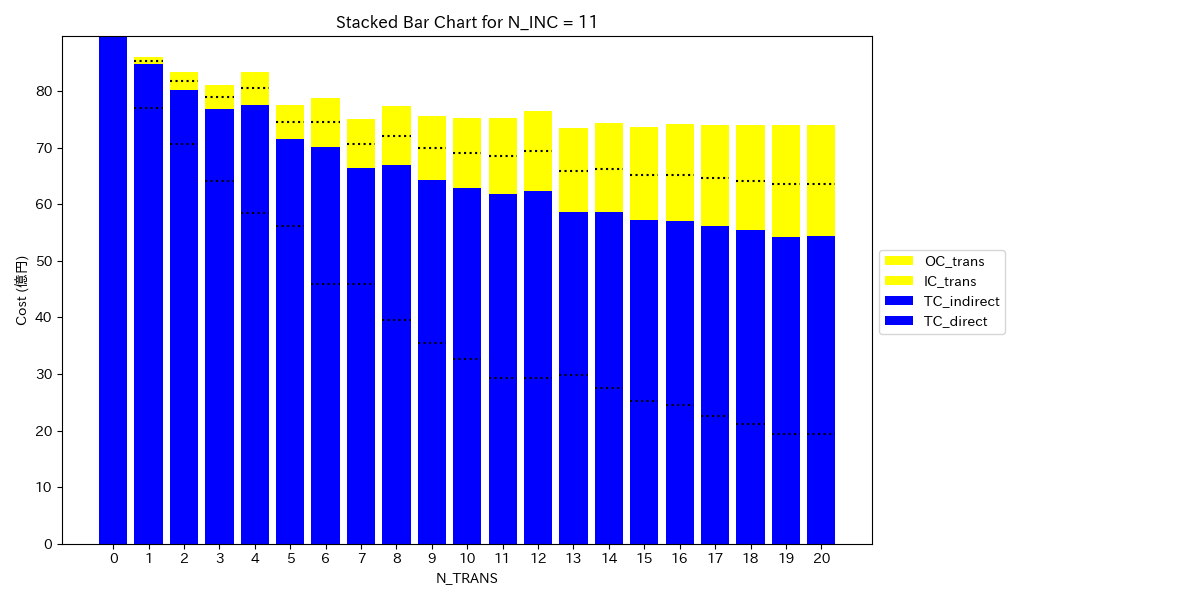 Stacked Bar Chart for N_INC = 11
Cost (億円)
80
70
60
50
40
30
20
10
0
0 1 2 3 4 5 6 7 8 9 10 11 12 13 14 15 16 17 18 19 20
N_TRANS
OC_trans
IC_trans
TC_indirect
TC_direct